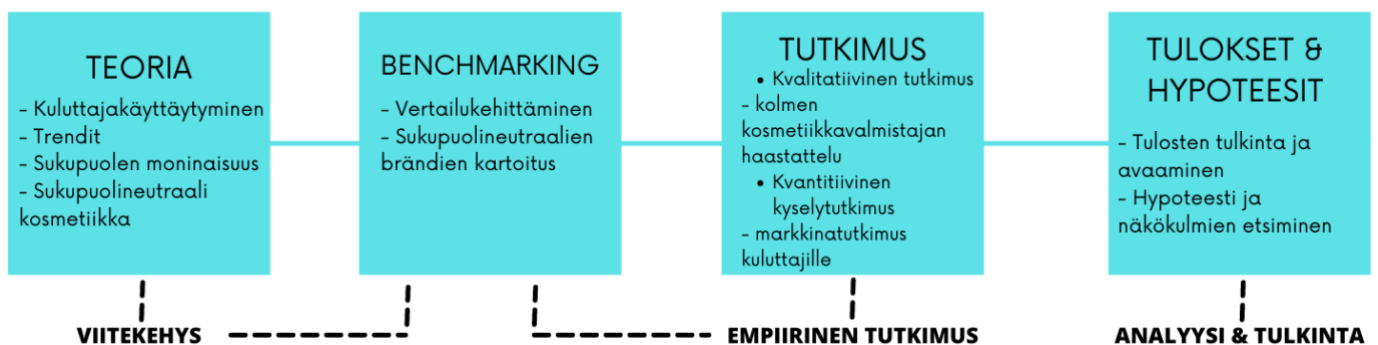 TEORIA
- Kuluttajakäyttäytyminen
- Trendit
- Sukupuolen moninaisuus
- Sukupuolineutraali
kosmetiikka
BENCHMARKING
- Vertailukehittäminen
- Sukupuolineutraalien
brändien kartoitus
TUTKIMUS
• Kvalitatiivinen tutkimus
- kolmen
kosmetiikkavalmistajan
haastattelu
• Kvantitiivinen
kyselytutkimus
- markkinatutkimus
kuluttajille
TULOKSET &
HYPOTEESIT
- Tulosten tulkinta ja
avaaminen
- Hypoteesti ja
näkökulmien etsiminen
VIITEKEHYS
EMPIIRINEN TUTKIMUS
ANALYYSI & TULKINTA